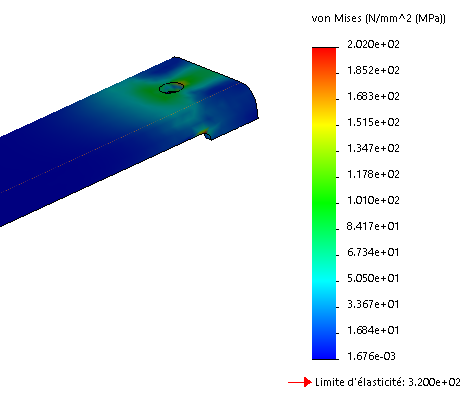 von Mises (N/mm^2 (MPa))
2.020e+02
1.852e+02
1.683e+02
1.515e+02
1.347e+02
1.178e+02
1.010e+02
8.417e+01
6.734e+01
5.050e+01
3.367e+01
1.684e+01
1.676e-03
Limite d'élasticité: 3.200e+02